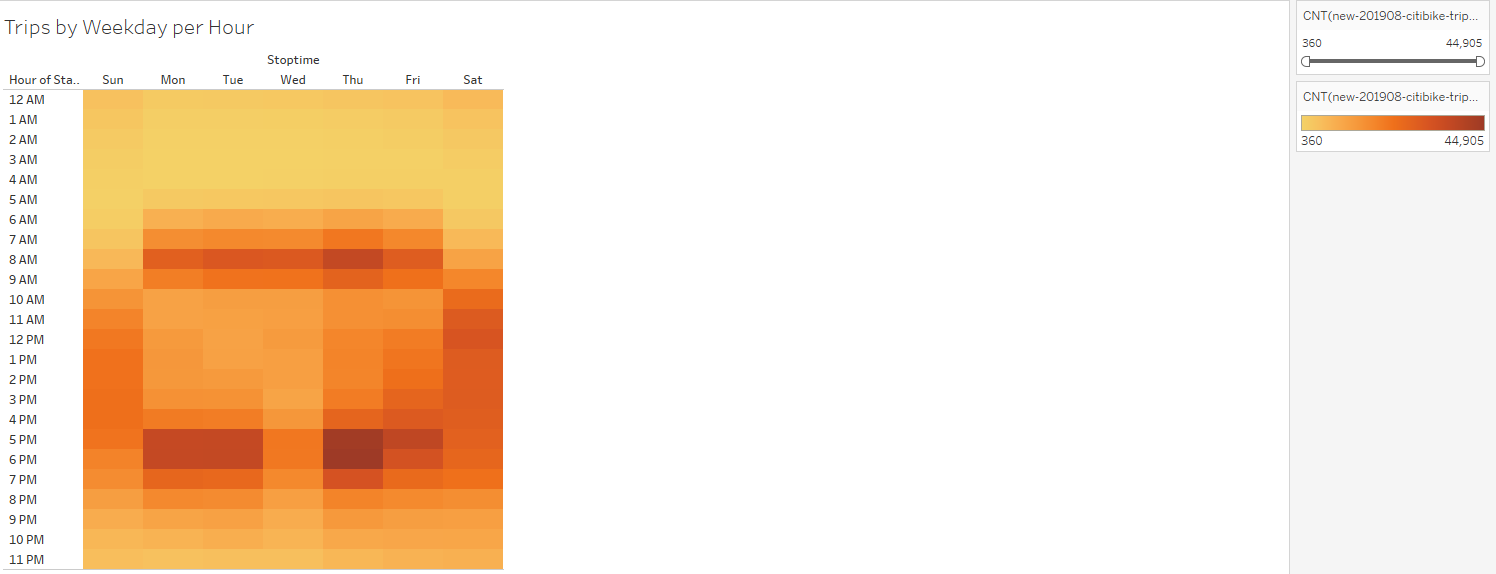 Trips by Weekday per Hour
Stoptime
Hour of Sta.. Sun Mon Tue Wed Thu Fri Sat
12 AM
1 AM
2 AM
3 AM
4 AM
5 AM
6 AM
7 AM
8 AM
9 AM
10 AM
11 AM
12 PM
1 PM
2 PM
3 PM
4 PM
5 PM
6 PM
7 PM
8 PM
9 PM
10 PM
11 PM
CNT(new-201908-citibike-trip...
360 44,905
CNT(new-201908-citibike-trip...
360 44,905